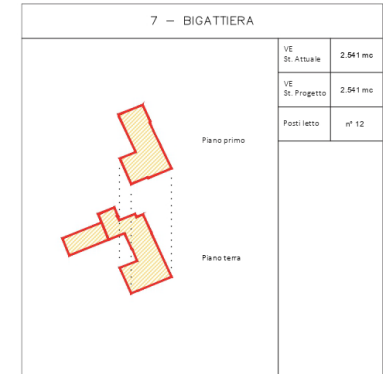 7 – BIGATTIERA
VE
St. Attuale
2.541 mc
VE
St. Progetto
2.541 mc
Posti letto
n° 12
Piano primo
Piano terra